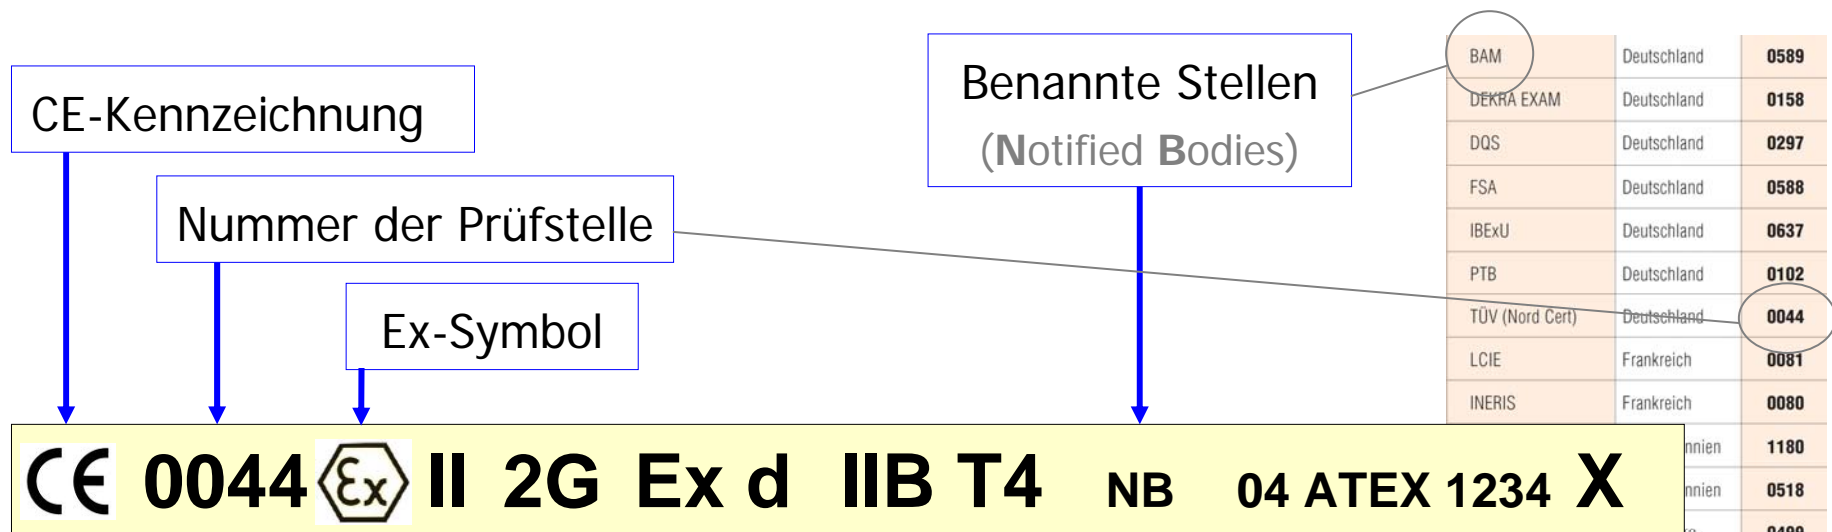 CE-Kennzeichnung
Nummer der Prüfstelle
Ex-Symbol
Benannte Stellen
(Notified Bodies)
BAM Deutschland 0589
DEKRA EXAM Deutschland 0158
DQS Deutschland 0297
FSA Deutschland 0588
IBExU Deutschland 0637
PTB Deutschland 0102
TÜV (Nord Cert) Deutschland 0044
LCIE Frankreich 0081
INERIS Frankreich 0080
1180
0518
CE 0044 Ex II 2G Ex d IIB T4 NB 04 ATEX 1234 X